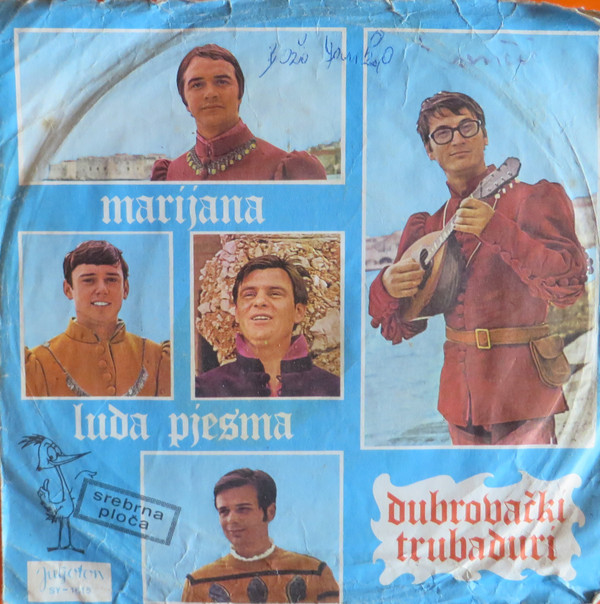 marijana
luda pjesma
srebrna
ploča
dubrovački
trubaduri
Jugoton